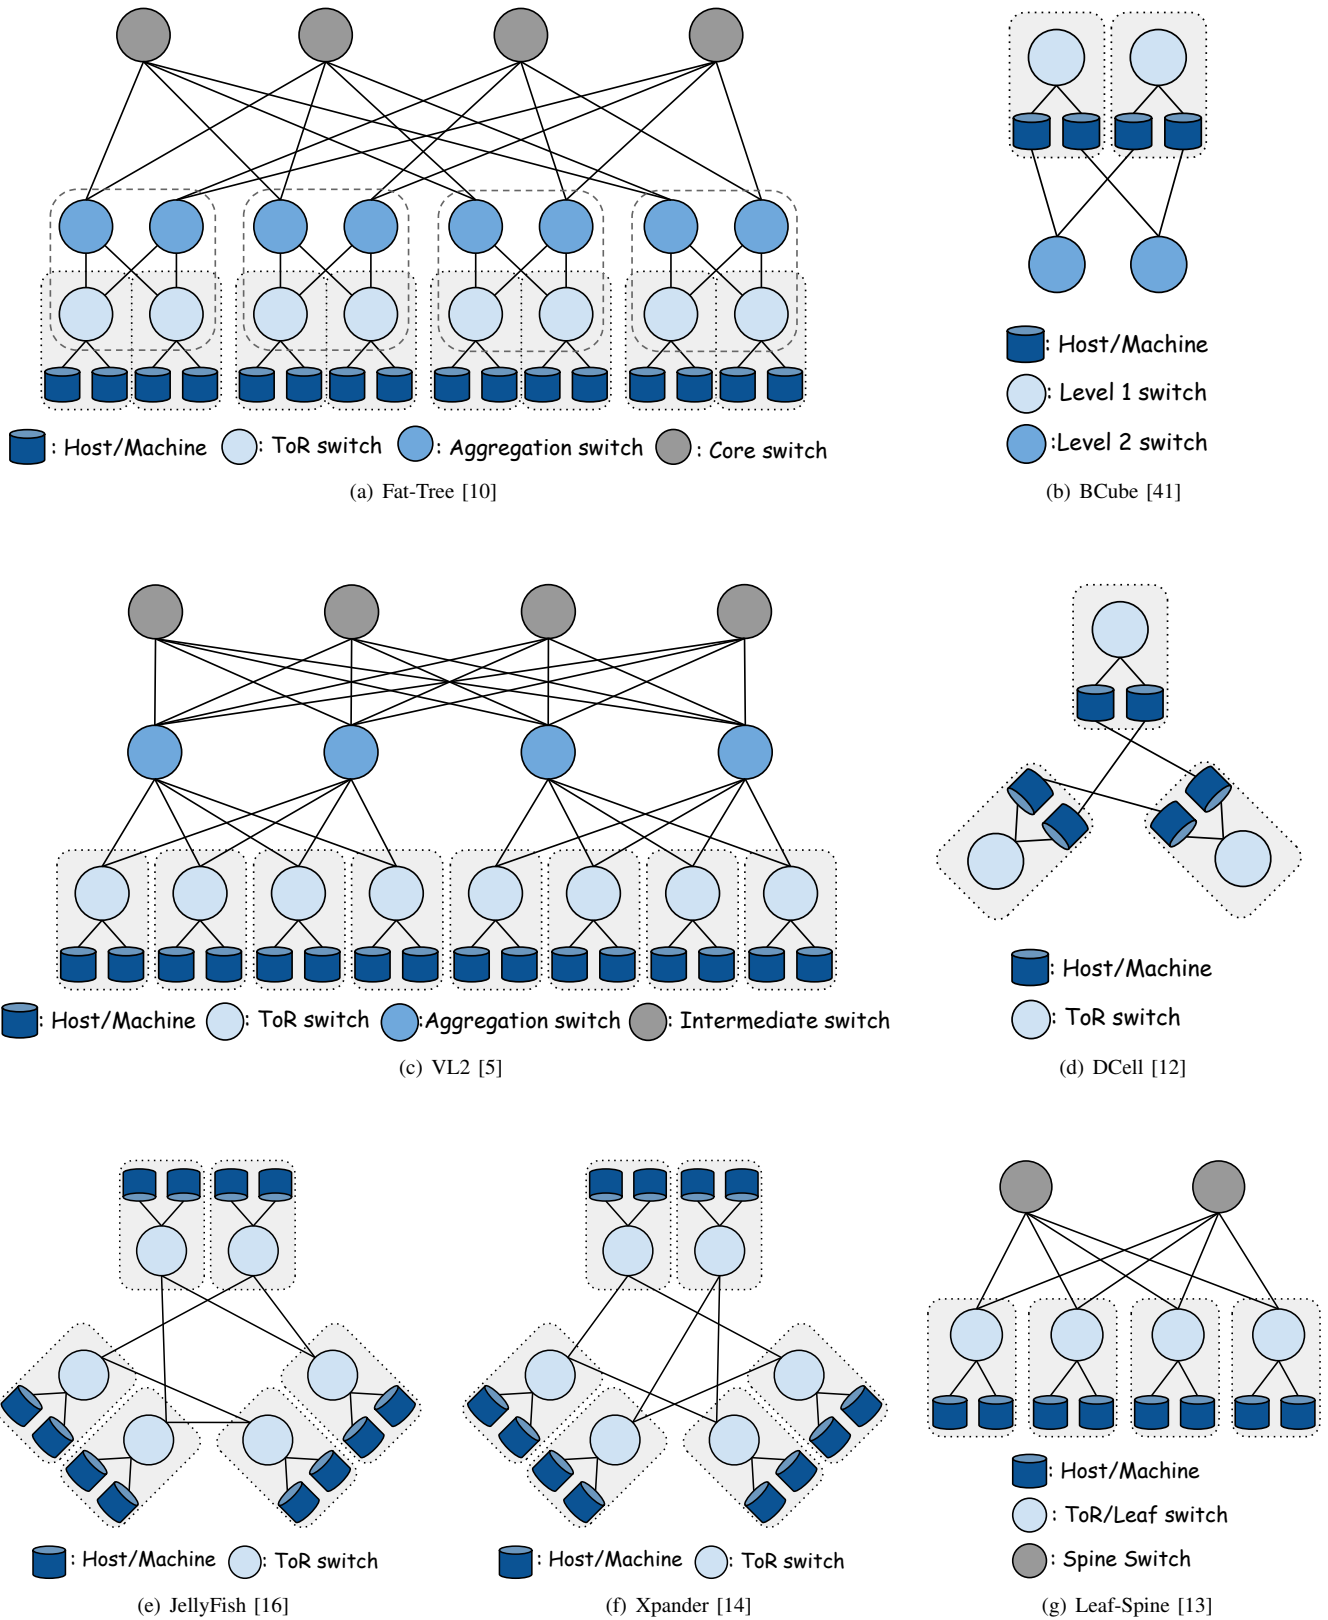 : Host/Machine
: Level 1 switch
:Level 2 switch
: Host/Machine : ToR switch : Aggregation switch : Core switch
(a) Fat-Tree [10]
(b) BCube [41]
: Host/Machine
: ToR switch
: Host/Machine : ToR switch :Aggregation switch : Intermediate switch
(c) VL2 [5]
(d) DCell [12]
: Host/Machine
: ToR/Leaf switch
: Spine Switch
: Host/Machine : ToR switch
: Host/Machine : ToR switch
(e) JellyFish [16]
(f) Xpander [14]
(g) Leaf-Spine [13]